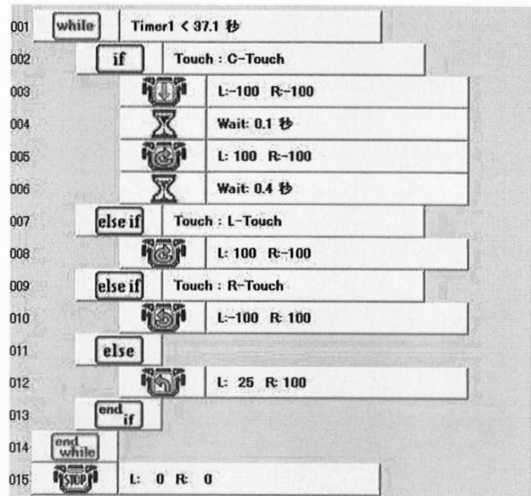 001 while Timer1 < 37.1 秒
002 if Touch : C-Touch
003 L:-100 R:-100
004 Wait: 0.1 秒
005 L: 100 R:-100
006 Wait: 0.4 秒
007 else if Touch : L-Touch
008 L: 100 R:-100
009 else if Touch : R-Touch
010 L:-100 R: 100
011 else
012 L: 25 R: 100
013 end if
014 end while
015 STOP L: 0 R: 0